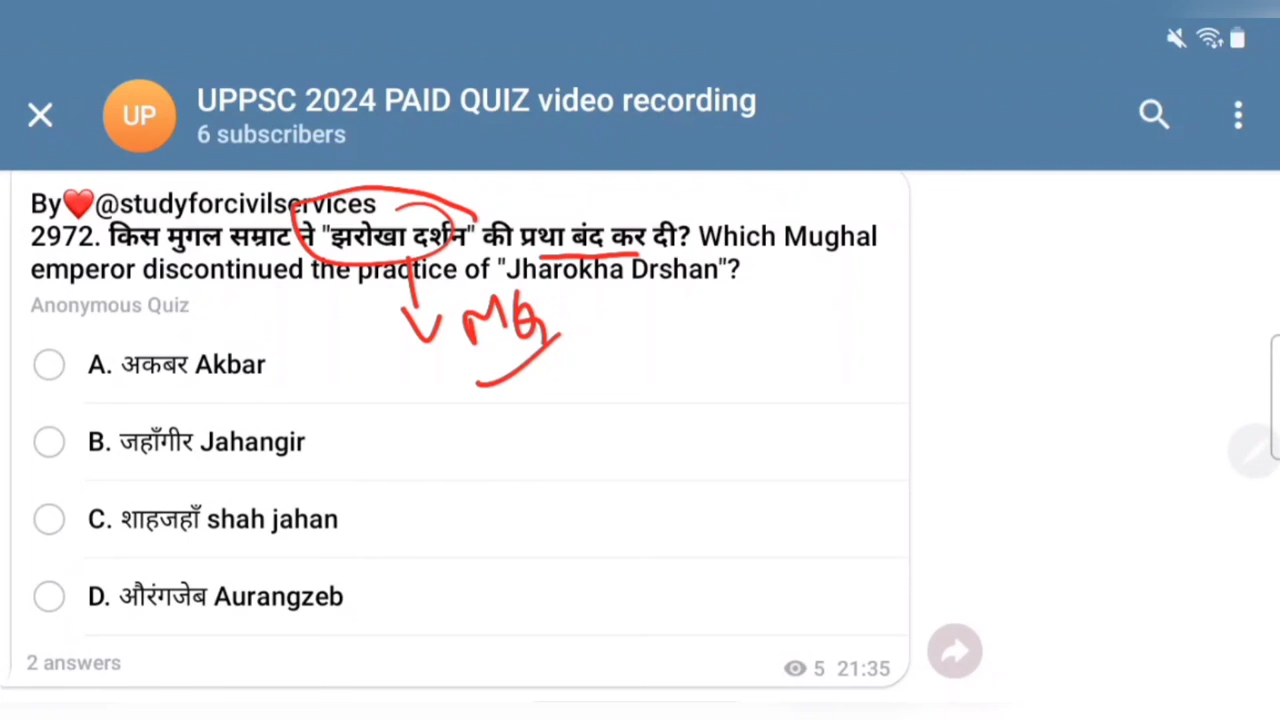 UP
UPPSC 2024 PAID QUIZ video recording
6 subscribers
By❤️@studyforcivilservices
2972. किस मुगल सम्राट ने "झरोखा दर्शन" की प्रथा बंद कर दी? Which Mughal
emperor discontinued the practice of "Jharokha Drshan"?
Anonymous Quiz
A. अकबर Akbar
B. जहाँगीर Jahangir
C. शाहजहाँ shah jahan
D. औरंगजेब Aurangzeb
2 answers
5 21:35